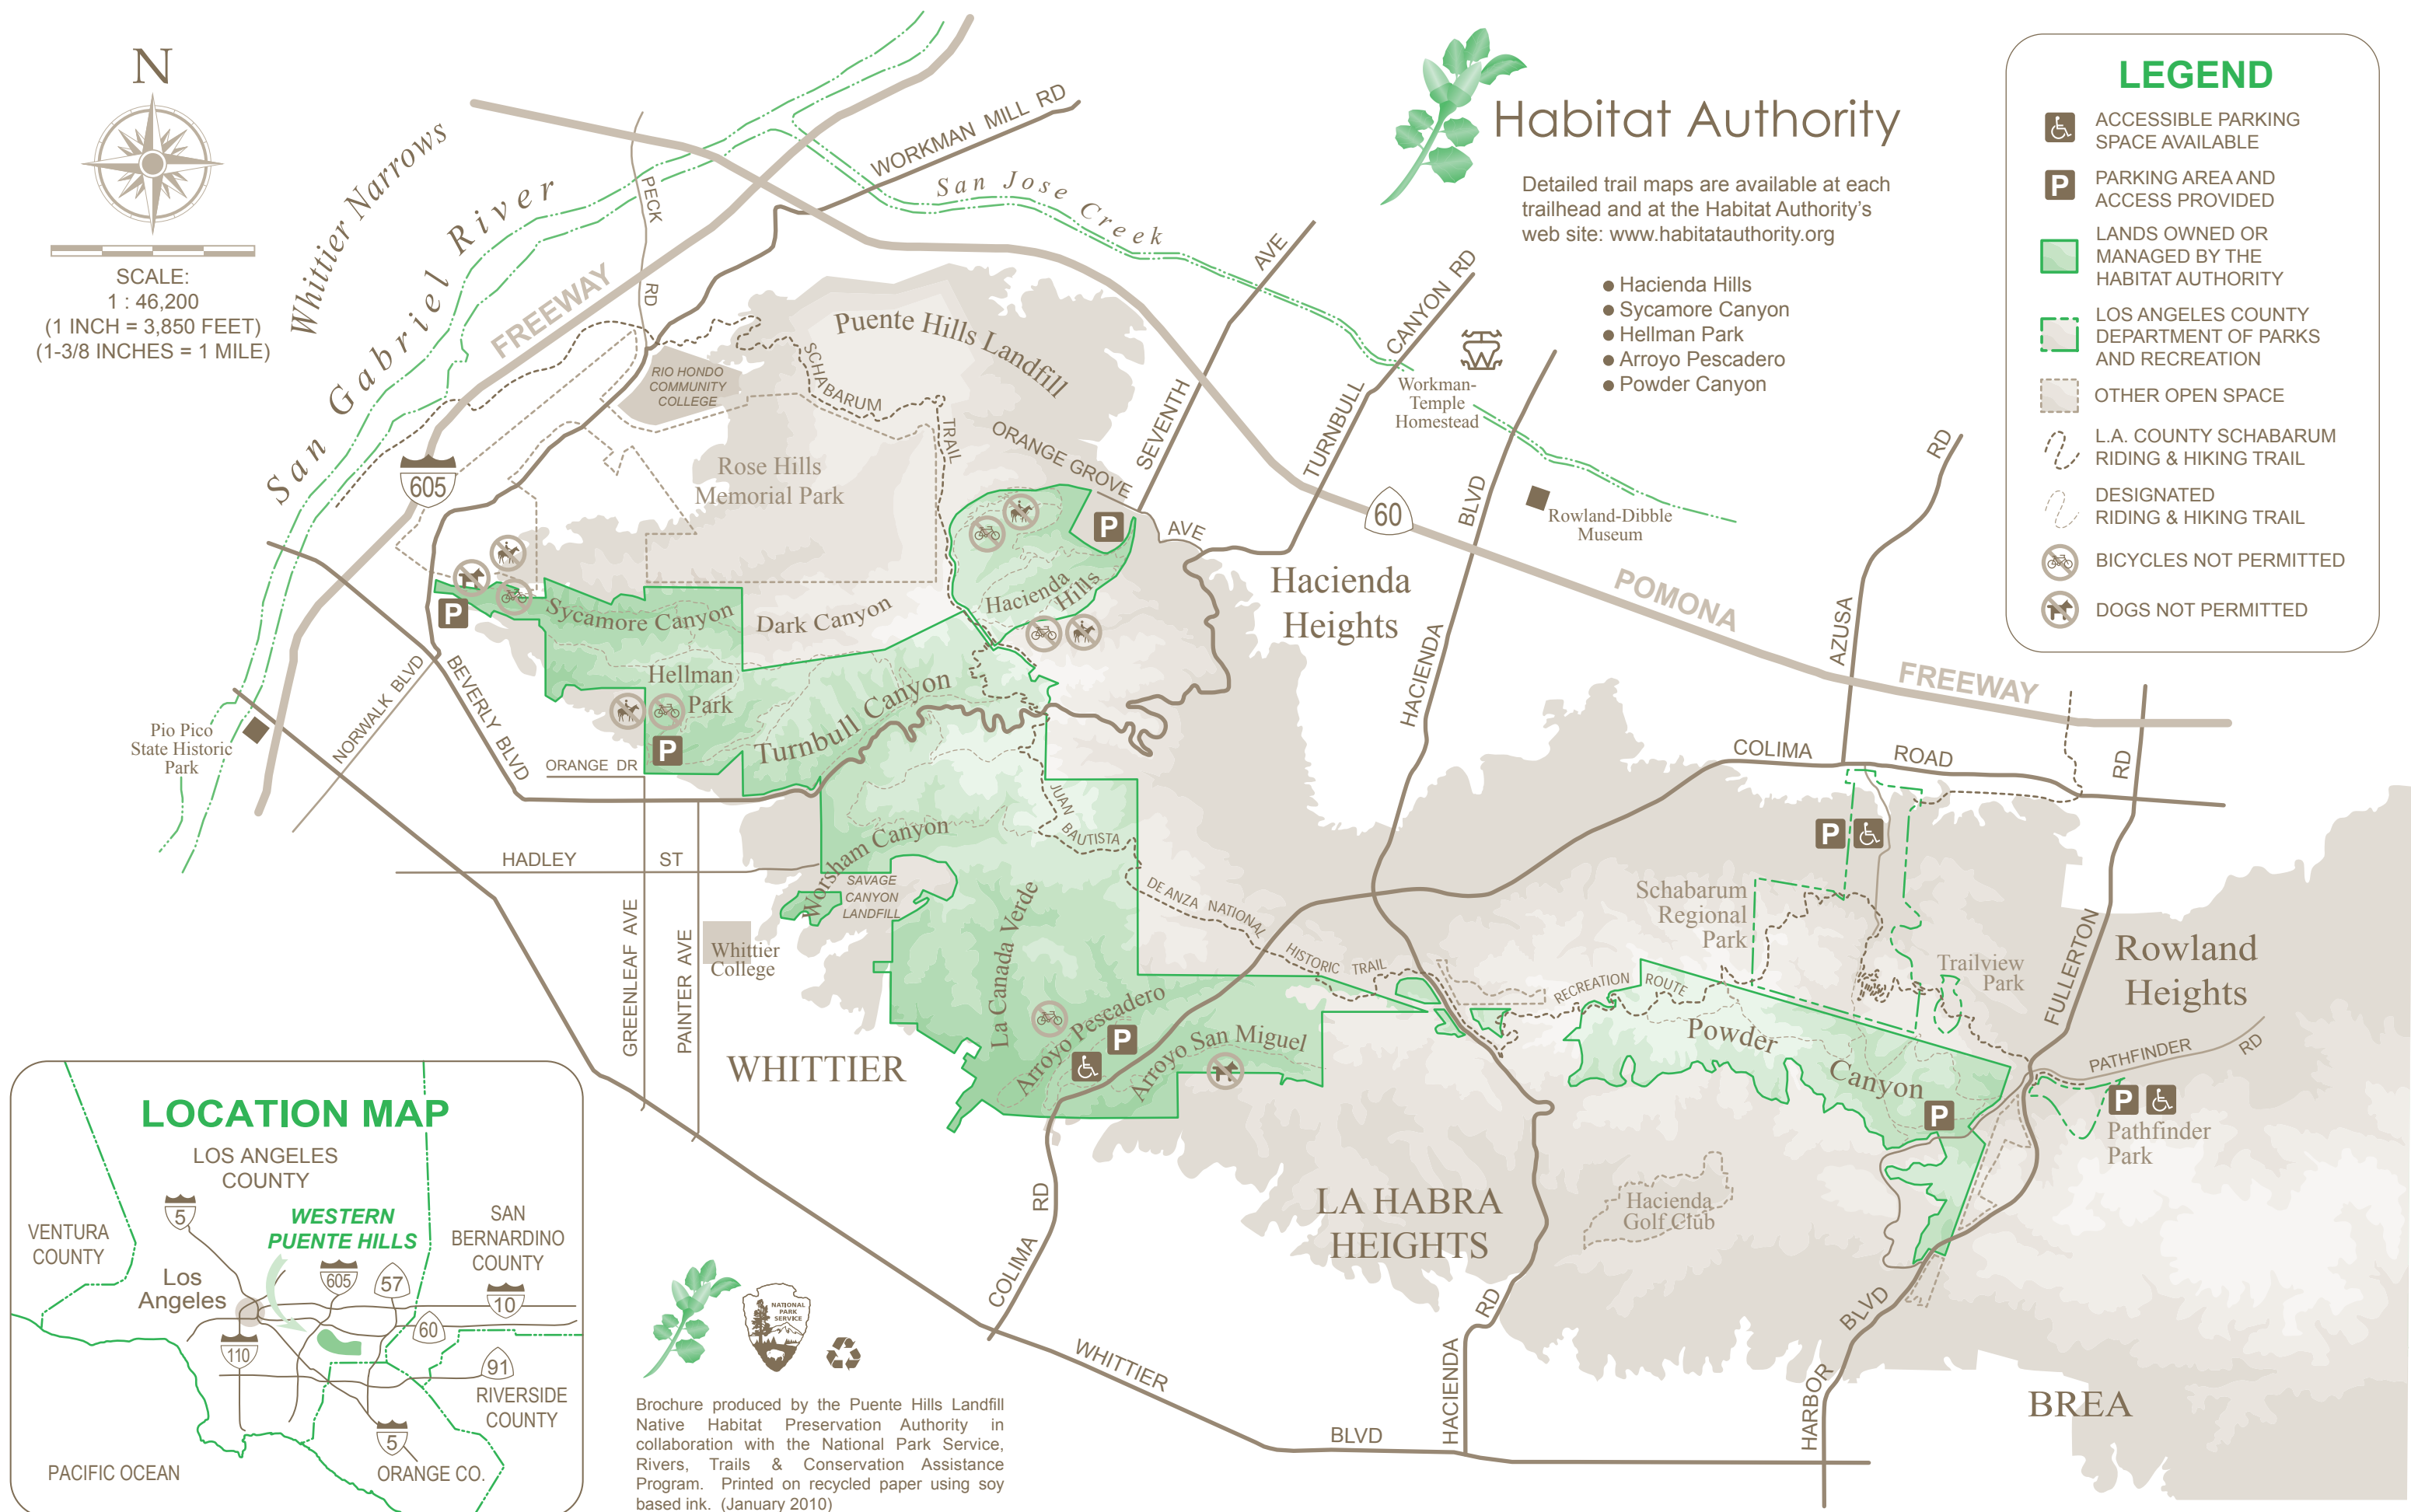 N
SCALE:
1 : 46,200
(1 INCH = 3,850 FEET)
(1-3/8 INCHES = 1 MILE)
Whittier Narrows
San Gabriel River
FREEWAY
605
PECK
RD
WORKMAN MILL RD
San Jose Creek
Habitat Authority
Detailed trail maps are available at each
trailhead and at the Habitat Authority's
web site: www.habitatauthority.org
● Hacienda Hills
● Sycamore Canyon
● Hellman Park
● Arroyo Pescadero
● Powder Canyon
LEGEND
ACCESSIBLE PARKING
SPACE AVAILABLE
P
PARKING AREA AND
ACCESS PROVIDED
LANDS OWNED OR
MANAGED BY THE
HABITAT AUTHORITY
LOS ANGELES COUNTY
DEPARTMENT OF PARKS
AND RECREATION
OTHER OPEN SPACE
L.A. COUNTY SCHABARUM
RIDING & HIKING TRAIL
DESIGNATED
RIDING & HIKING TRAIL
BICYCLES NOT PERMITTED
DOGS NOT PERMITTED
Puente Hills Landfill
RIO HONDO
COMMUNITY
COLLEGE
SCHABARUM
TRAIL
Rose Hills
Memorial Park
ORANGE GROVE
AVE
SEVENTH
AVE
TURNBULL
CANYON RD
W
Workman-
Temple
Homestead
Rowland-Dibble
Museum
60
POMONA
FREEWAY
HACIENDA
BLVD
AZUSA
RD
P
Hacienda
Hills
Hacienda
Heights
P
Sycamore Canyon
Dark Canyon
Hellman
Park
P
Turnbull Canyon
NORWALK BLVD
BEVERLY BLVD
Pio Pico
State Historic
Park
ORANGE DR
HADLEY
ST
GREENLEAF AVE
PAINTER AVE
Whittier
College
Worsham Canyon
SAVAGE
CANYON
LANDFILL
JUAN
BAUTISTA
DE ANZA NATIONAL
HISTORIC TRAIL
RECREATION ROUTE
La Canada Verde
Arroyo Pescadero
P
Arroyo San Miguel
WHITTIER
COLIMA
ROAD
P
Schabarum
Regional
Park
Trailview
Park
RD
FULLERTON
Rowland
Heights
PATHFINDER
RD
Powder
Canyon
P
P
Pathfinder
Park
LA HABRA
HEIGHTS
Hacienda
Golf Club
COLIMA
RD
WHITTIER
BLVD
HACIENDA
RD
HARBOR
BLVD
BREA
LOCATION MAP
LOS ANGELES
COUNTY
VENTURA
COUNTY
5
WESTERN
PUENTE HILLS
SAN
BERNARDINO
COUNTY
Los
Angeles
605
57
10
60
110
91
RIVERSIDE
COUNTY
5
PACIFIC OCEAN
ORANGE CO.
NATIONAL
PARK
SERVICE
Brochure produced by the Puente Hills Landfill
Native Habitat Preservation Authority in
collaboration with the National Park Service,
Rivers, Trails & Conservation Assistance
Program. Printed on recycled paper using soy
based ink. (January 2010)